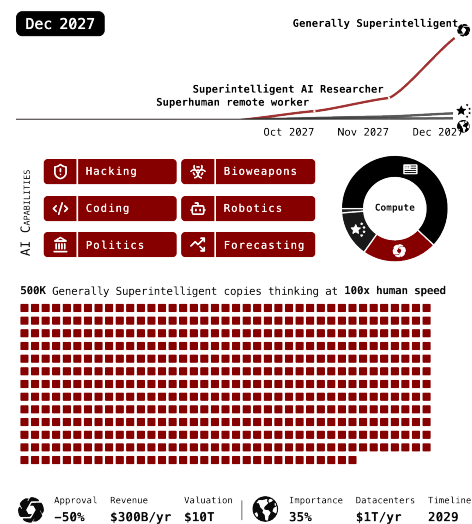 Dec 2027
Generally Superintelligent
Superintelligent AI Researcher
Superhuman remote worker
Oct 2027 Nov 2027 Dec 2027
AI Capabilities
Hacking Bioweapons
Coding Robotics
Politics Forecasting
Compute
500K Generally Superintelligent copies thinking at 100x human speed
Approval Revenue Valuation Importance Datacenters Timeline
-50% $300B/yr $10T 35% $1T/yr 2029